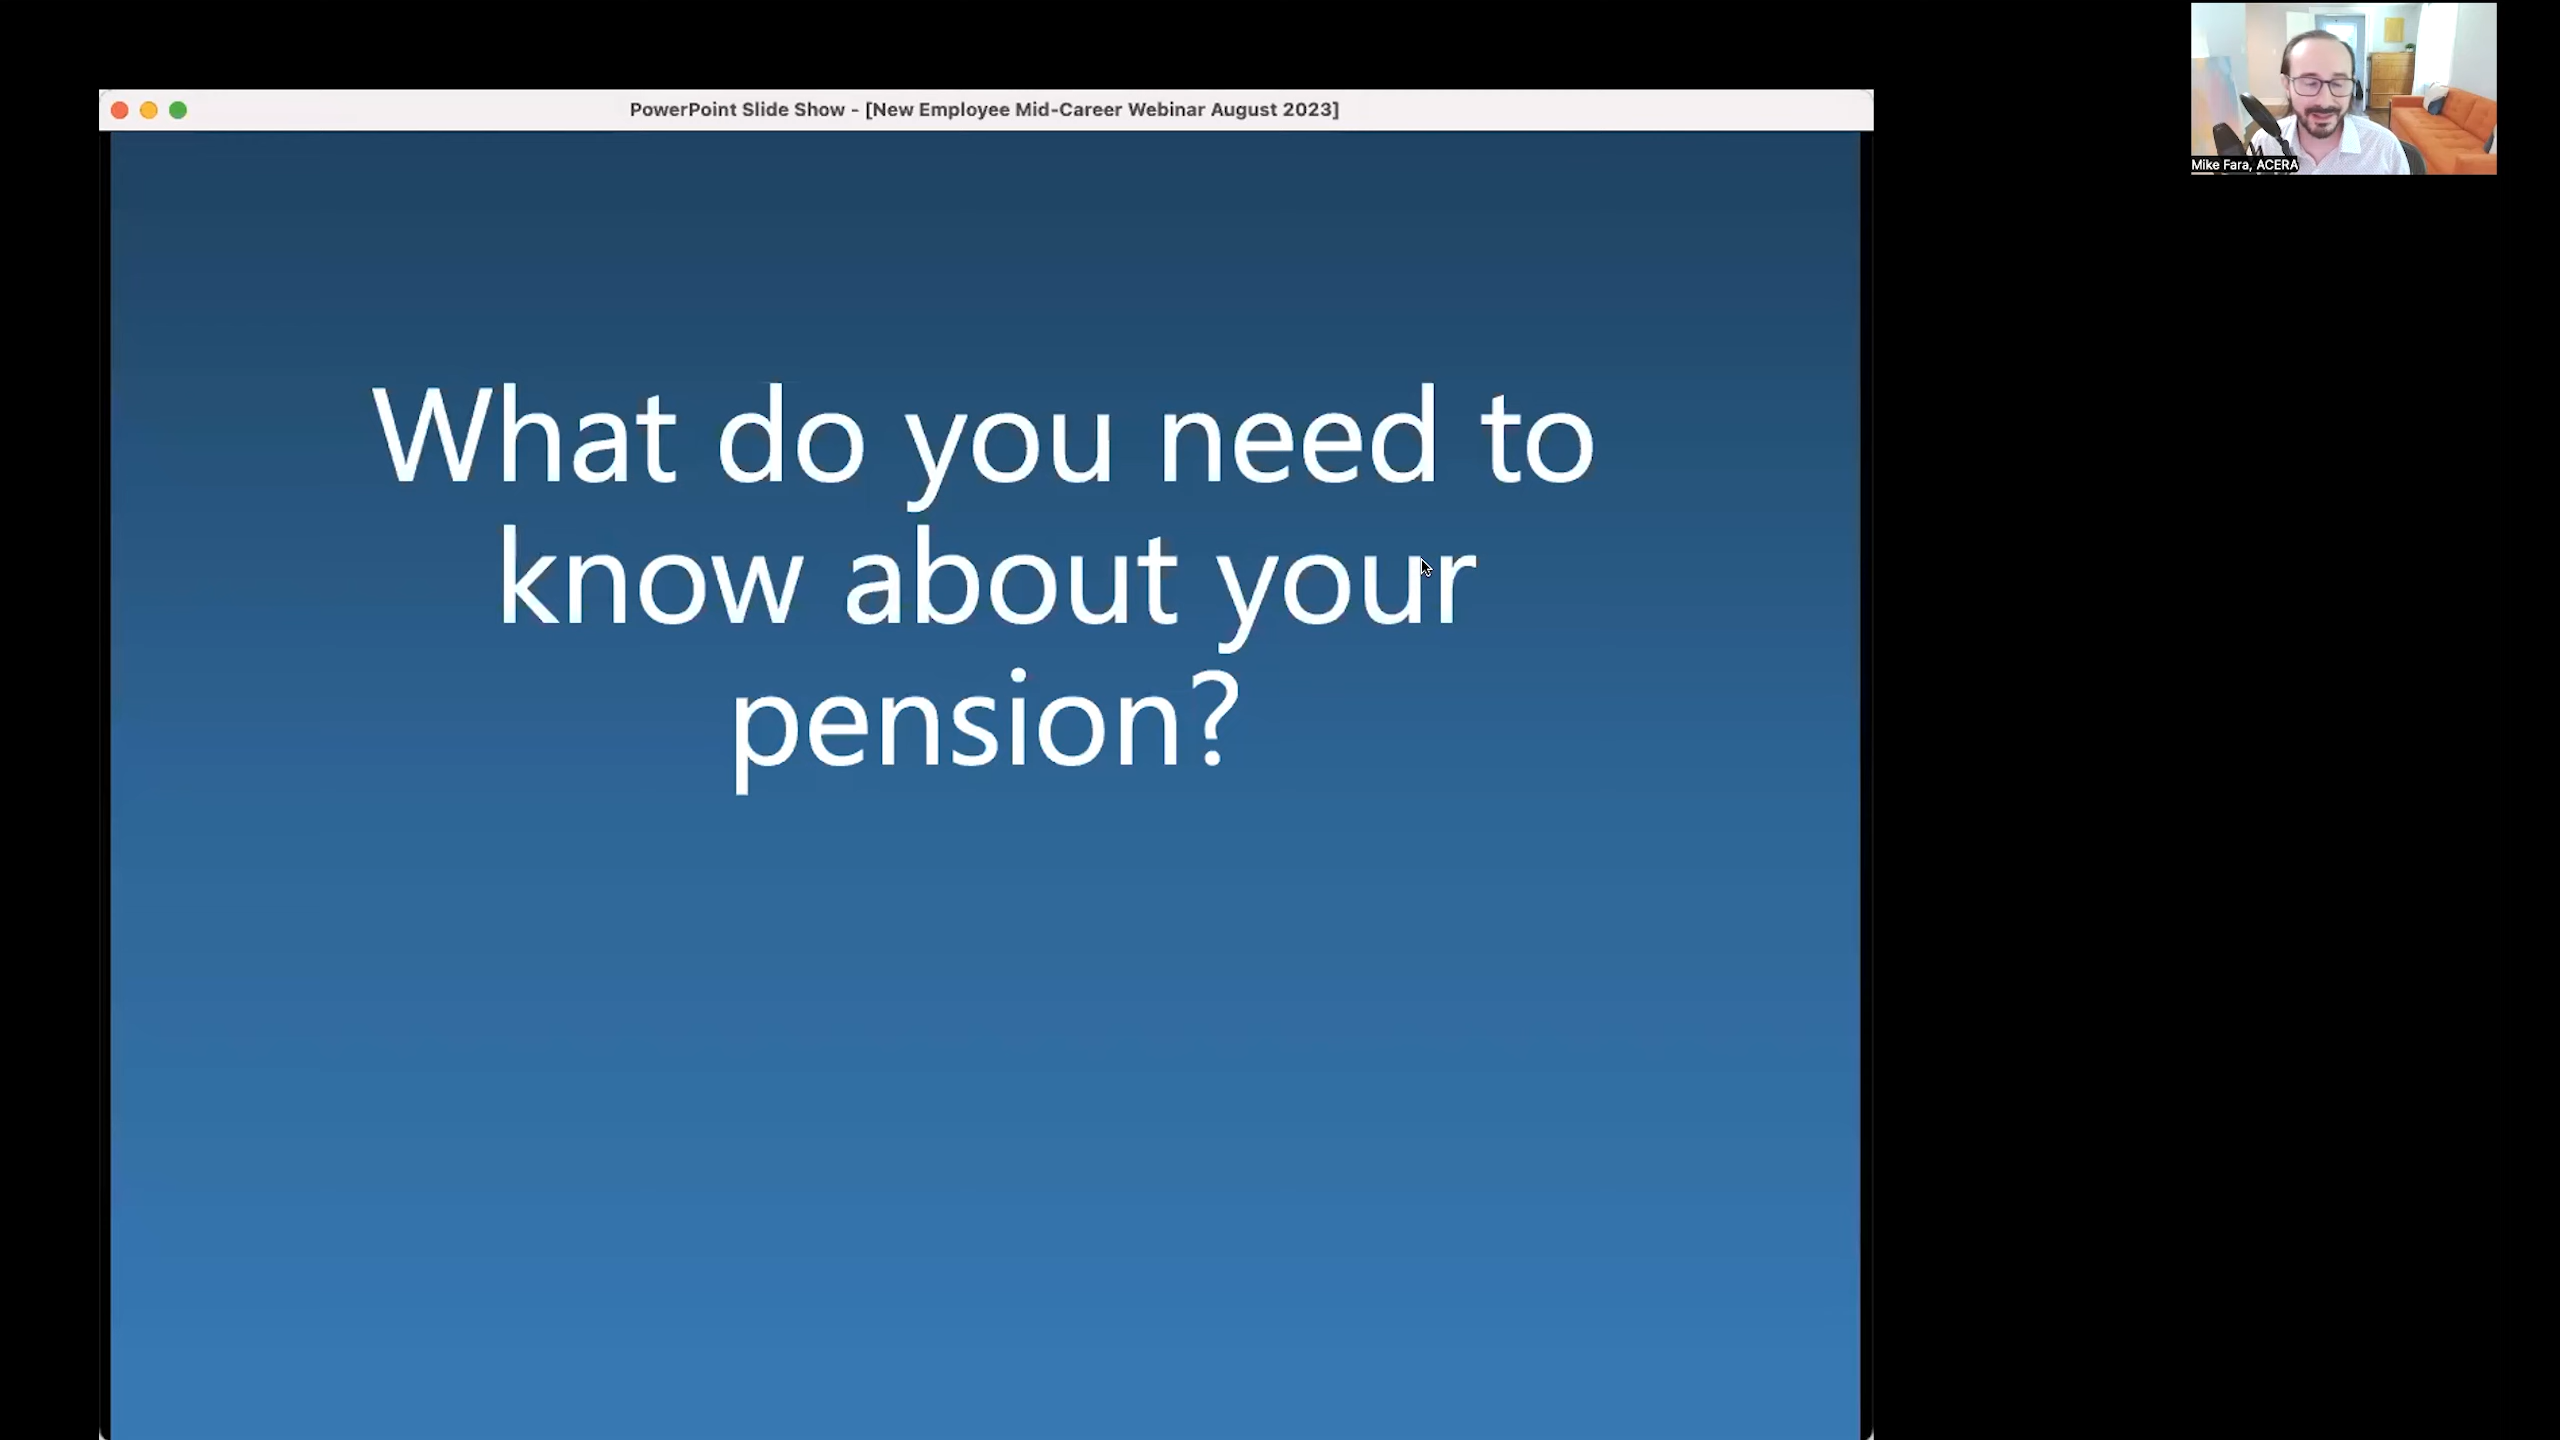 PowerPoint Slide Show - [New Employee Mid-Career Webinar August 2023]
Mike Fara, ACERA
What do you need to
know about your
pension?